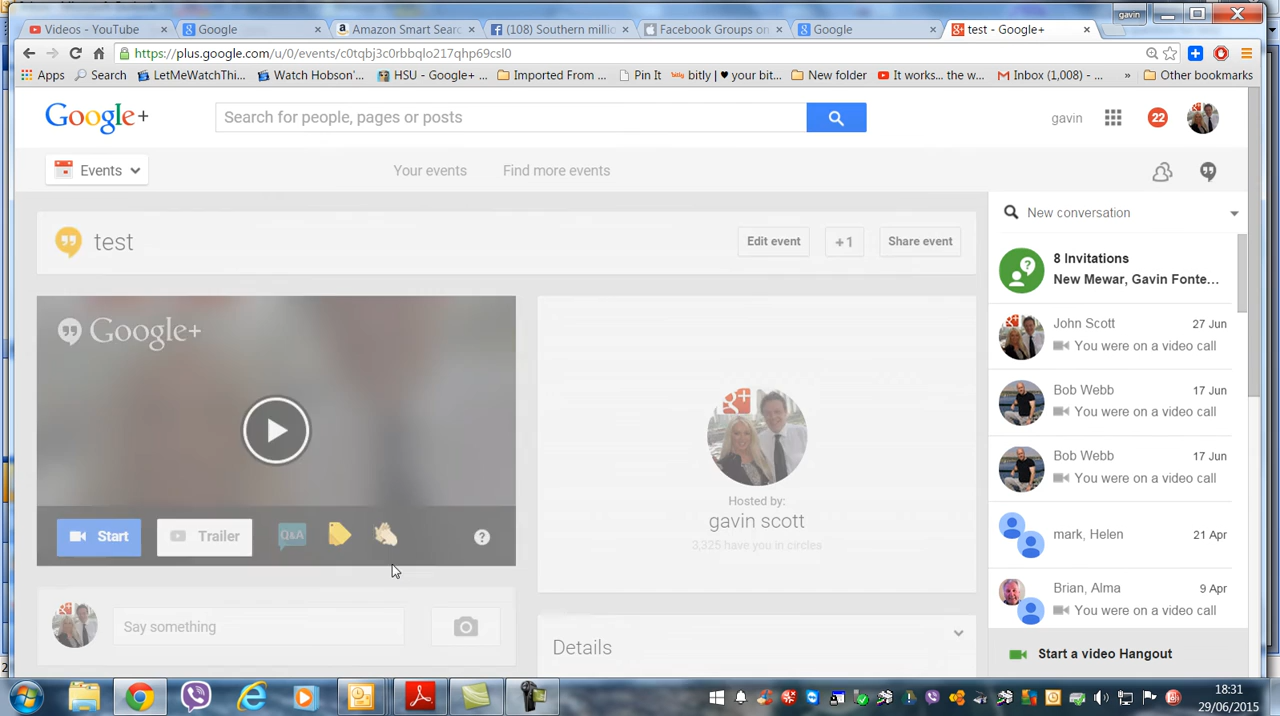 gavin
Videos - YouTube
Google
Amazon Smart Sear
(108) Southern milli
Facebook Groups on
Google
test - Google+
https://plus.google.com/u/0/events/c0tqbj3c0rbbqlo217qhp69csl0
Apps
Search
LetMeWatchThi...
Watch Hobson'...
HSU - Google+ ...
Imported From ...
Pin It
bitly | ♥ your bit...
New folder
It works... the w...
Inbox (1,008) - ...
»
Other bookmarks
Google+
Search for people, pages or posts
gavin
22
Events
Your events
Find more events
New conversation
test
Edit event
+1
Share event
8 Invitations
New Mewar, Gavin Fonte...
Google+
John Scott
27 Jun
You were on a video call
Bob Webb
17 Jun
You were on a video call
Bob Webb
17 Jun
You were on a video call
Hosted by:
gavin scott
3,325 have you in circles
Start
Trailer
Q&A
?
mark, Helen
21 Apr
Brian, Alma
9 Apr
You were on a video call
Say something
Details
Start a video Hangout
18:31
29/06/2015